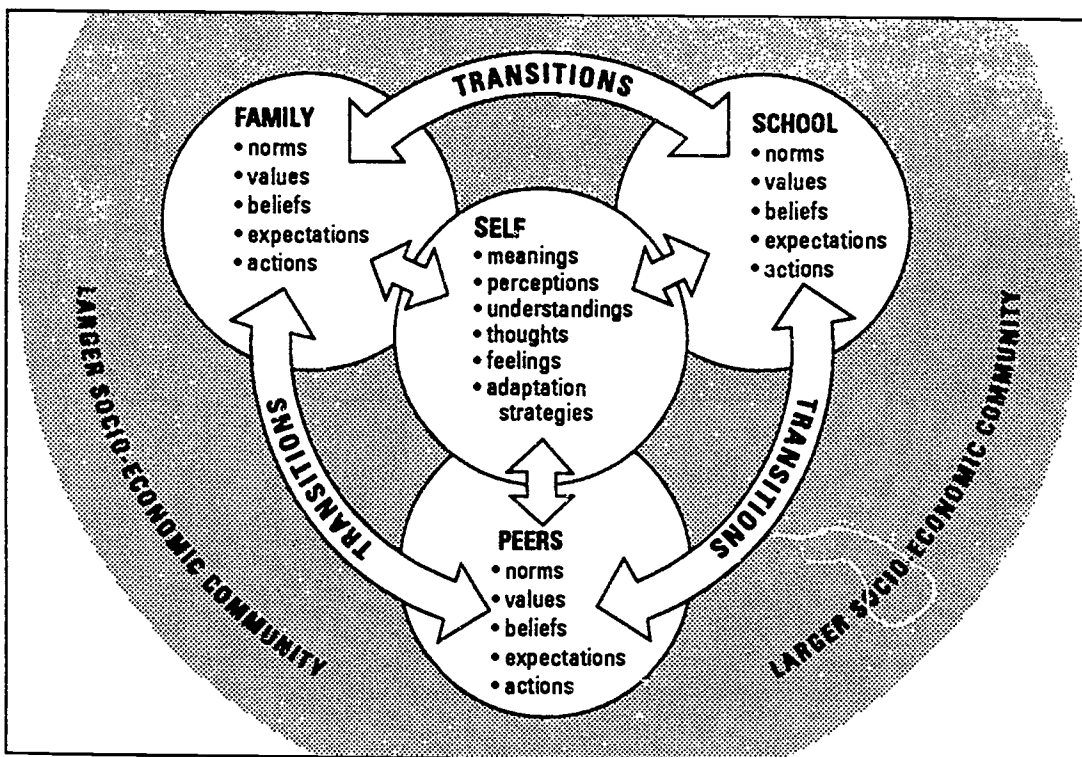 TRANSITIONS
FAMILY
• norms
• values
• beliefs
• expectations
• actions
SCHOOL
• norms
• values
• beliefs
• expectations
• actions
SELF
• meanings
• perceptions
• understandings
• thoughts
• feelings
• adaptation
strategies
LARGER SOCIO-ECONOMIC COMMUNITY
TRANSITIONS
TRANSITIONS
LARGER SOCIO-ECONOMIC COMMUNITY
PEERS
• norms
• values
• beliefs
• expectations
• actions